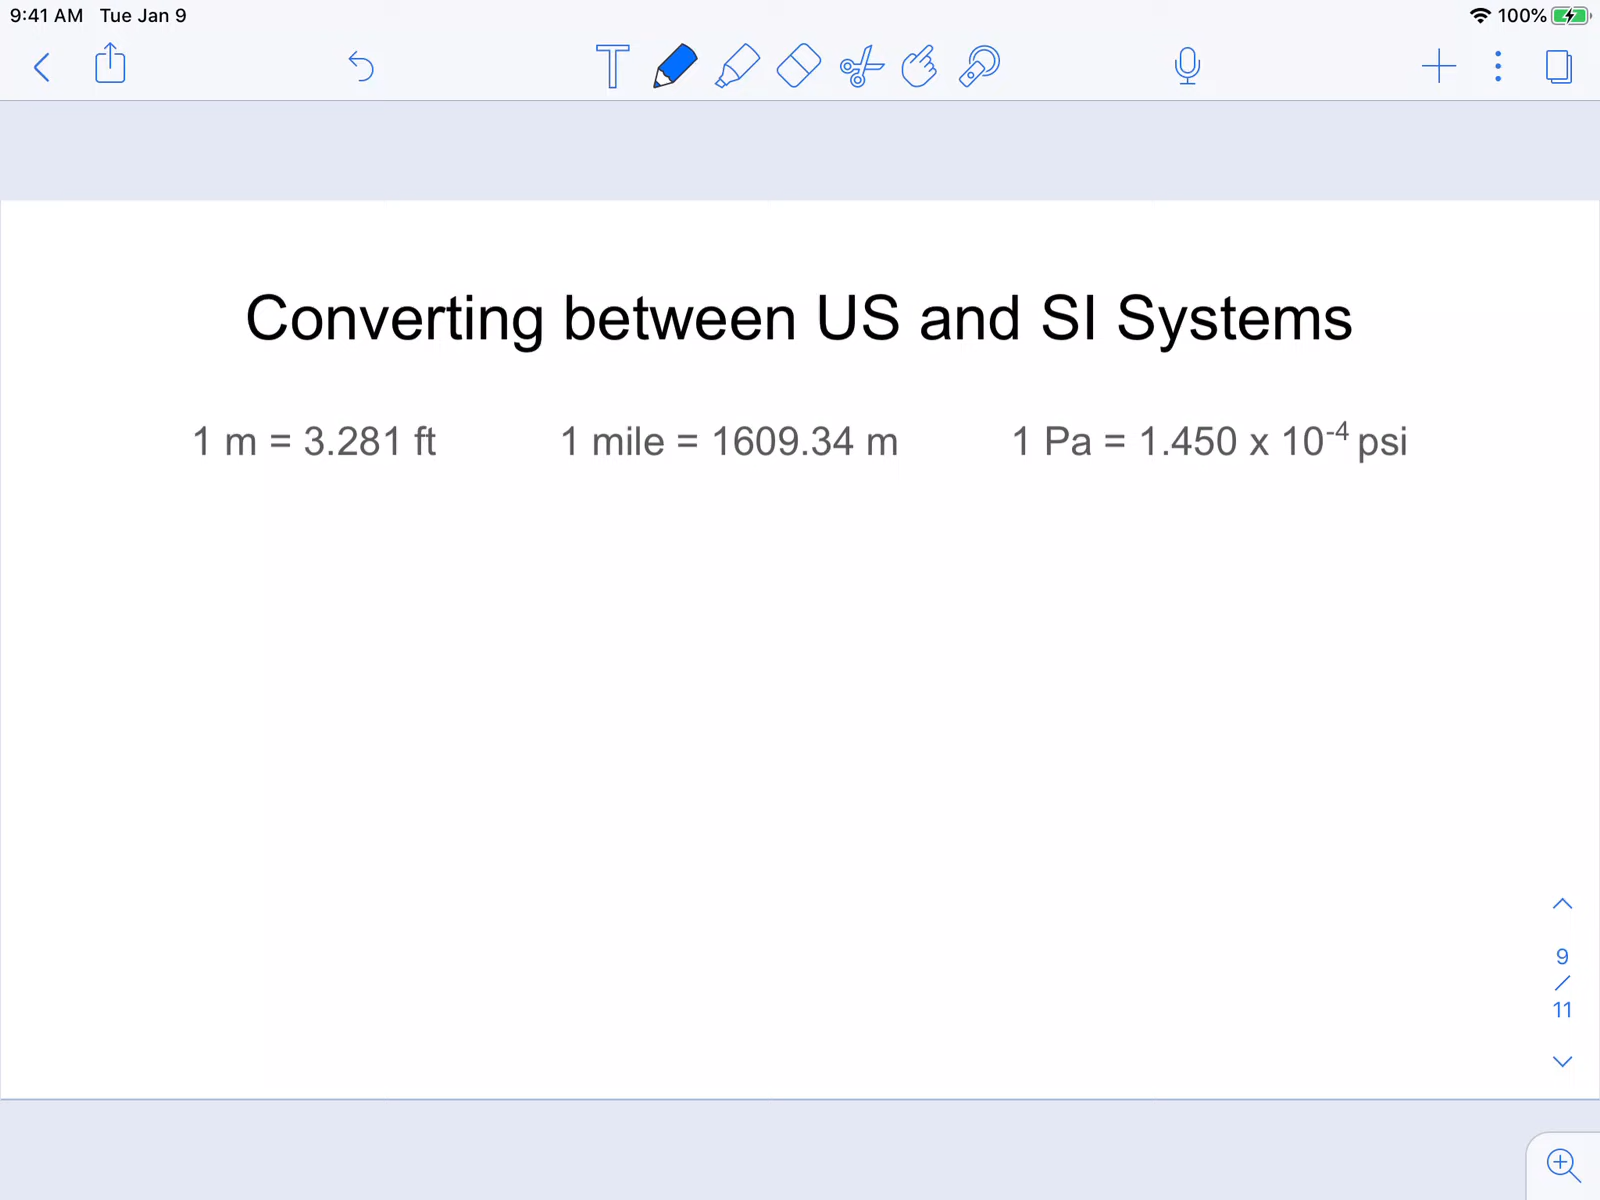 9:41 AM Tue Jan 9
100%
Converting between US and SI Systems
1 m = 3.281 ft
1 mile = 1609.34 m
1 Pa = 1.450 x 10⁻⁴ psi
9
/
11